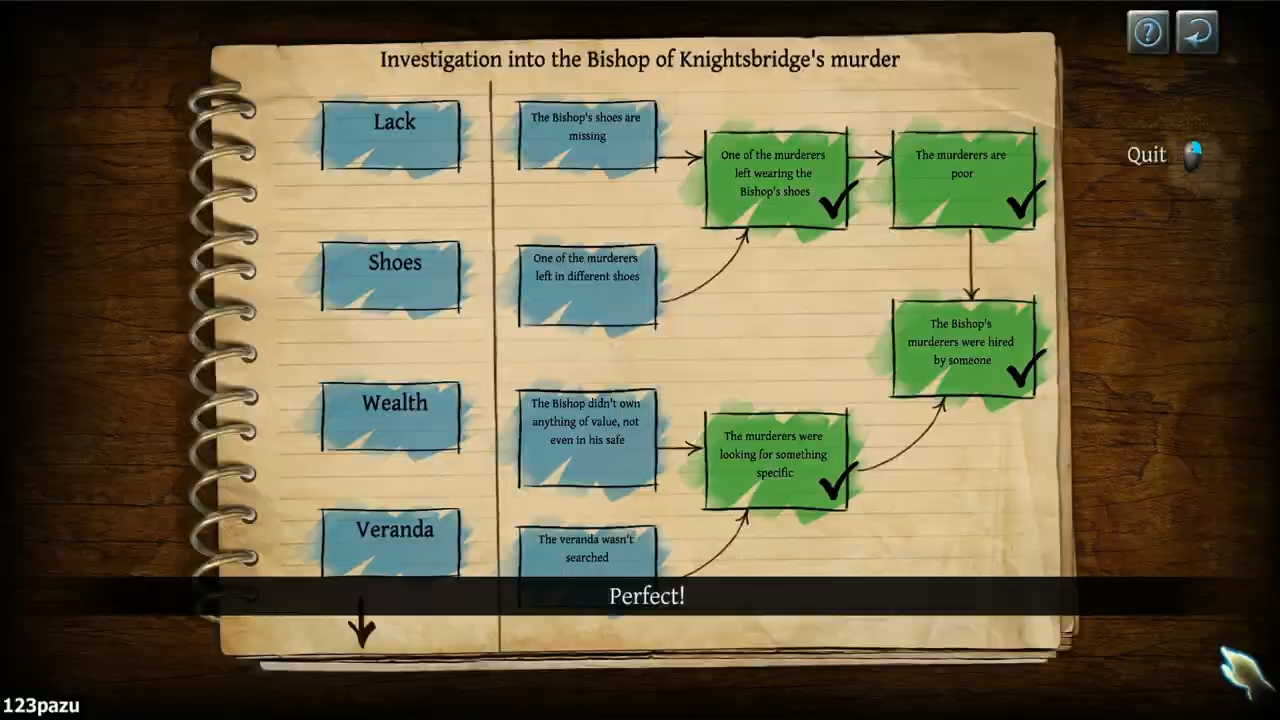 Investigation into the Bishop of Knightsbridge's murder
Lack
Shoes
Wealth
Veranda
The Bishop's shoes are
missing
One of the murderers
left in different shoes
The Bishop didn't own
anything of value, not
even in his safe
The veranda wasn't
searched
One of the murderers
left wearing the
Bishop's shoes
The murderers were
looking for something
specific
The murderers are
poor
The Bishop's
murderers were hired
by someone
?
Quit
Perfect!
123pazu